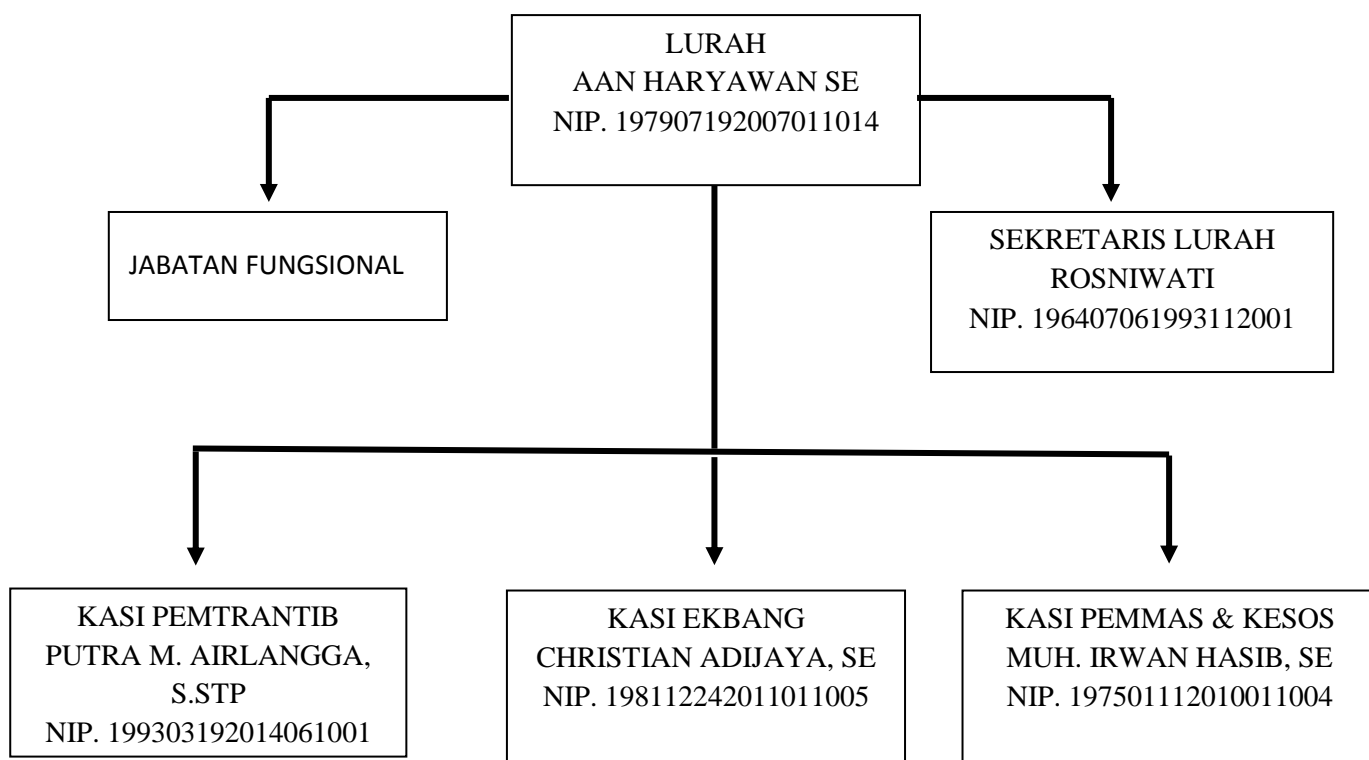 LURAH
AAN HARYAWAN SE
NIP. 197907192007011014
JABATAN FUNGSIONAL
SEKRETARIS LURAH
ROSNIWATI
NIP. 196407061993112001
KASI PEMTRANTIB
PUTRA M. AIRLANGGA,
S.STP
NIP. 199303192014061001
KASI EKBANG
CHRISTIAN ADIJAYA, SE
NIP. 198112242011011005
KASI PEMMAS & KESOS
MUH. IRWAN HASIB, SE
NIP. 197501112010011004